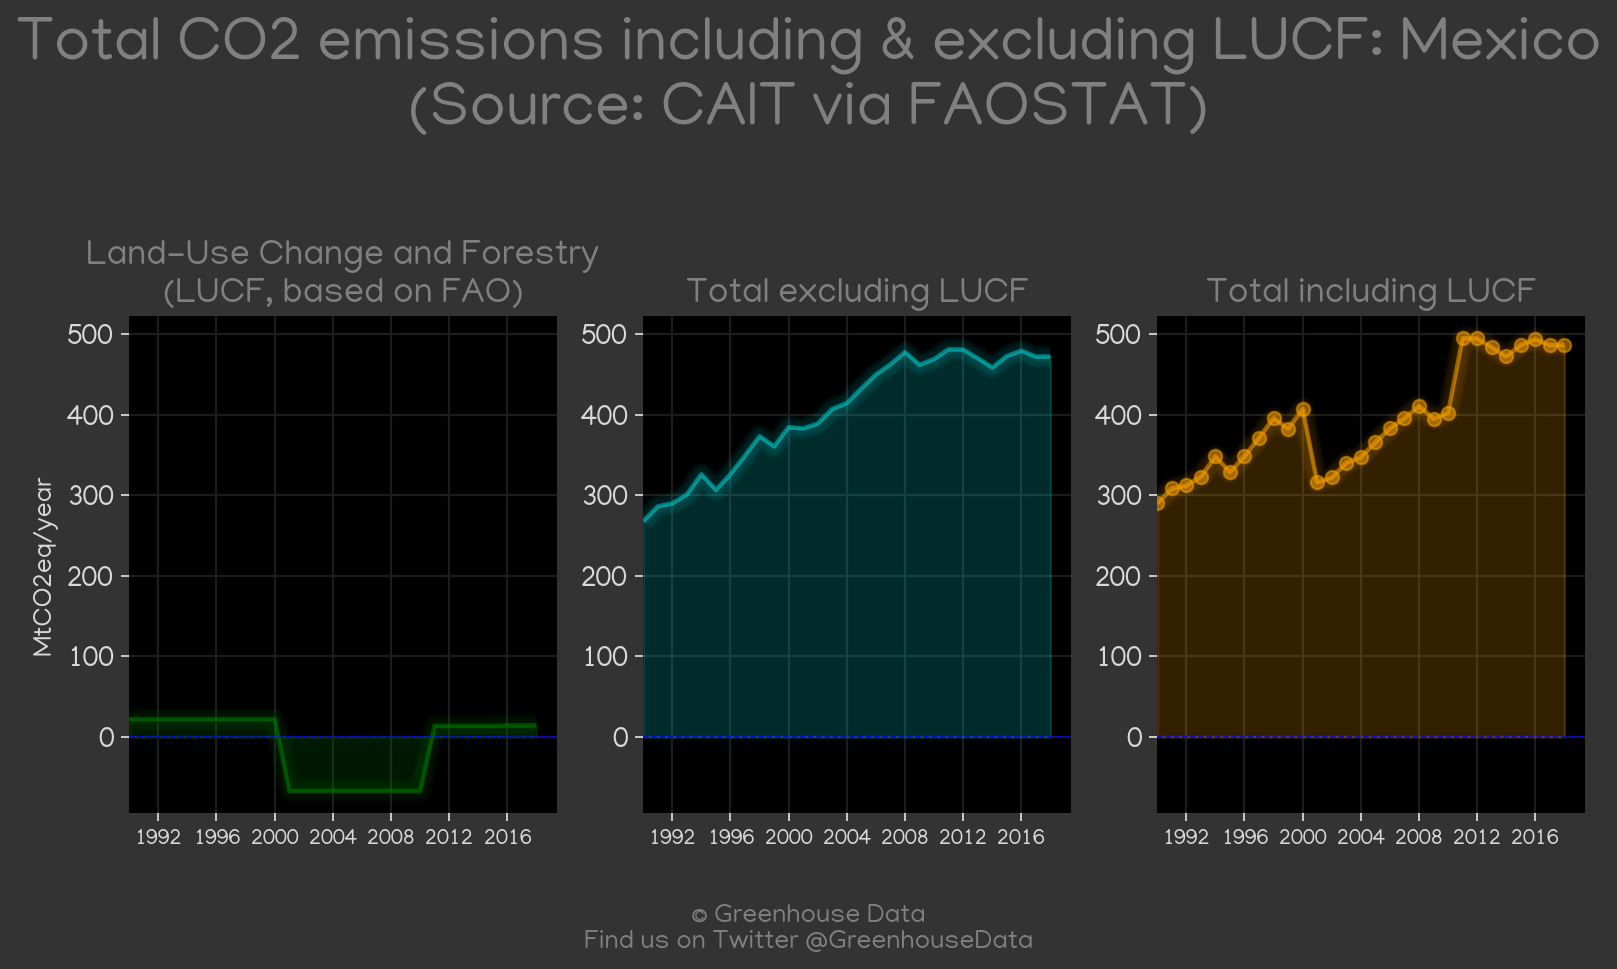 Total CO2 emissions including & excluding LUCF: Mexico
(Source: CAIT via FAOSTAT)
Land-Use Change and Forestry
(LUCF, based on FAO)
MtCO2eq/year
500
400
300
200
100
0
1992 1996 2000 2004 2008 2012 2016
Total excluding LUCF
500
400
300
200
100
0
1992 1996 2000 2004 2008 2012 2016
Total including LUCF
500
400
300
200
100
0
1992 1996 2000 2004 2008 2012 2016
© Greenhouse Data
Find us on Twitter @GreenhouseData